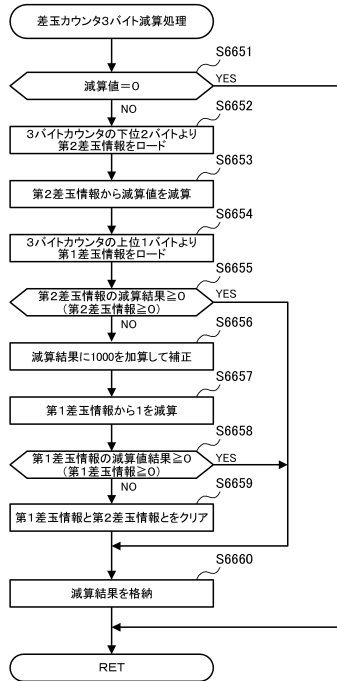 差玉カウンタ3バイト減算処理
S6651
減算値=0
YES
NO
S6652
3バイトカウンタの下位2バイトより
第2差玉情報をロード
S6653
第2差玉情報から減算値を減算
S6654
3バイトカウンタの上位1バイトより
第1差玉情報をロード
S6655
第2差玉情報の減算結果≧0
(第2差玉情報≧0)
YES
NO
S6656
減算結果に1000を加算して補正
S6657
第1差玉情報から1を減算
S6658
第1差玉情報の減算値結果≧0
(第1差玉情報≧0)
YES
NO
S6659
第1差玉情報と第2差玉情報とをクリア
S6660
減算結果を格納
RET